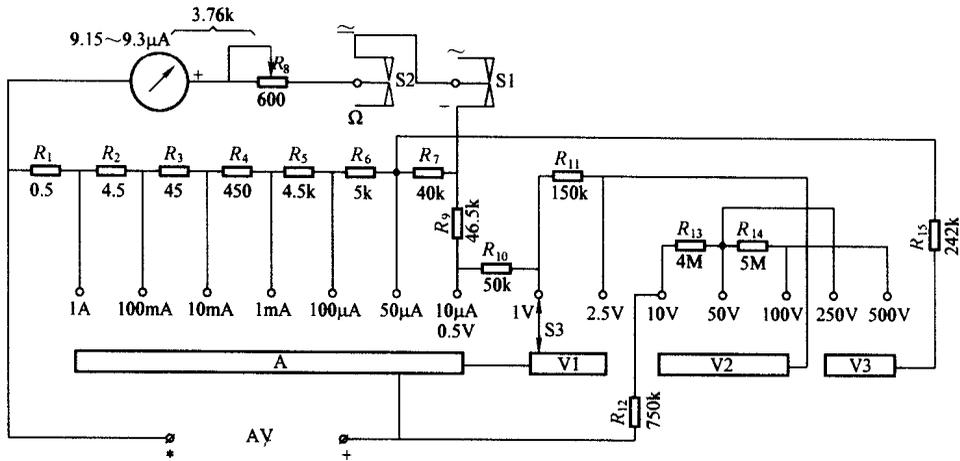 3.76k
9.15～9.3μA
+
R8
600
≃
S2
Ω
~
S1
−
R1
R2
R3
R4
R5
R6
R7
0.5
4.5
45
450
4.5k
5k
40k
R9
46.5k
R10
50k
R11
150k
R13
4M
R14
5M
R15
242k
1A
100mA
10mA
1mA
100μA
50μA
10μA
0.5V
1V
S3
2.5V
10V
50V
100V
250V
500V
A
V1
V2
V3
R12
750k
AV
*
+